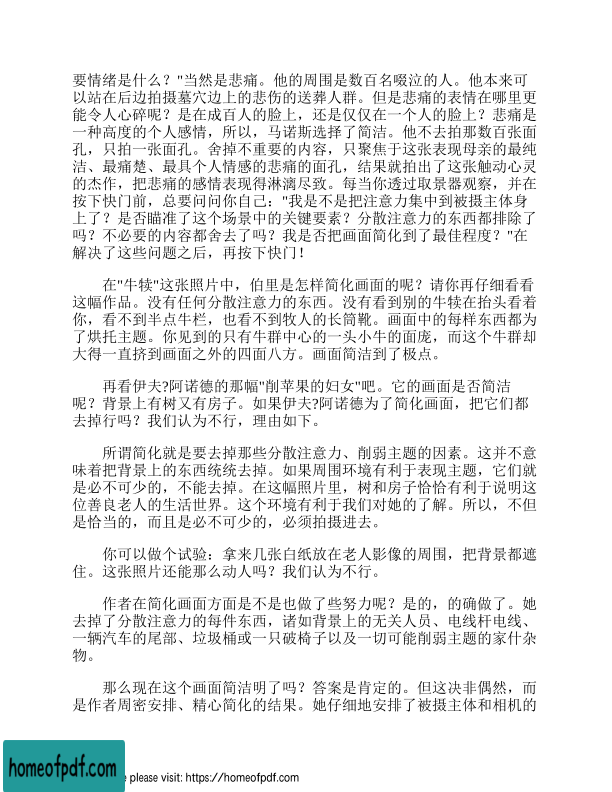 要情绪是什么？"当然是悲痛。他的周围是数百名啜泣的人。他本来可
以站在后边拍摄墓穴边上的悲伤的送葬人群。但是悲痛的表情在哪里更
能令人心碎呢？是在成百人的脸上，还是仅仅在一个人的脸上？悲痛是
一种高度的个人感情，所以，马诺斯选择了简洁。他不去拍那数百张面
孔，只拍一张面孔。舍掉不重要的内容，只聚焦于这张表现母亲的最纯
洁、最痛楚、最具个人情感的悲痛的面孔，结果就拍出了这张触动心灵
的杰作，把悲痛的感情表现得淋漓尽致。每当你透过取景器观察，并在
按下快门前，总要问问你自己："我是不是把注意力集中到被摄主体身
上了？是否瞄准了这个场景中的关键要素？分散注意力的东西都排除了
吗？不必要的内容都舍去了吗？我是否把画面简化到了最佳程度？"在
解决了这些问题之后，再按下快门！
在"牛犊"这张照片中，伯里是怎样简化画面的呢？请你再仔细看看
这幅作品。没有任何分散注意力的东西。没有看到别的牛犊在抬头看着
你，看不到半点牛栏，也看不到牧人的长筒靴。画面中的每样东西都为
了烘托主题。你见到的只有牛群中心的一头小牛的面庞，而这个牛群却
大得一直挤到画面之外的四面八方。画面简洁到了极点。
再看伊夫?阿诺德的那幅"削苹果的妇女"吧。它的画面是否简洁
呢？背景上有树又有房子。如果伊夫?阿诺德为了简化画面，把它们都
去掉行吗？我们认为不行，理由如下。
所谓简化就是要去掉那些分散注意力、削弱主题的因素。这并不意
味着把背景上的东西统统去掉。如果周围环境有利于表现主题，它们就
是必不可少的，不能去掉。在这幅照片里，树和房子恰恰有利于说明这
位善良老人的生活世界。这个环境有利于我们对她的了解。所以，不但
是恰当的，而且是必不可少的，必须拍摄进去。
你可以做个试验：拿来几张白纸放在老人影像的周围，把背景都遮
住。这张照片还能那么动人吗？我们认为不行。
作者在简化画面方面是不是也做了些努力呢？是的，的确做了。她
去掉了分散注意力的每件东西，诸如背景上的无关人员、电线杆电线、
一辆汽车的尾部、垃圾桶或一只破椅子以及一切可能削弱主题的家什杂
物。
那么现在这个画面简洁明了吗？答案是肯定的。但这决非偶然，而
是作者周密安排、精心简化的结果。她仔细地安排了被摄主体和相机的
homeofpdf.com
please visit: https://homeofpdf.com